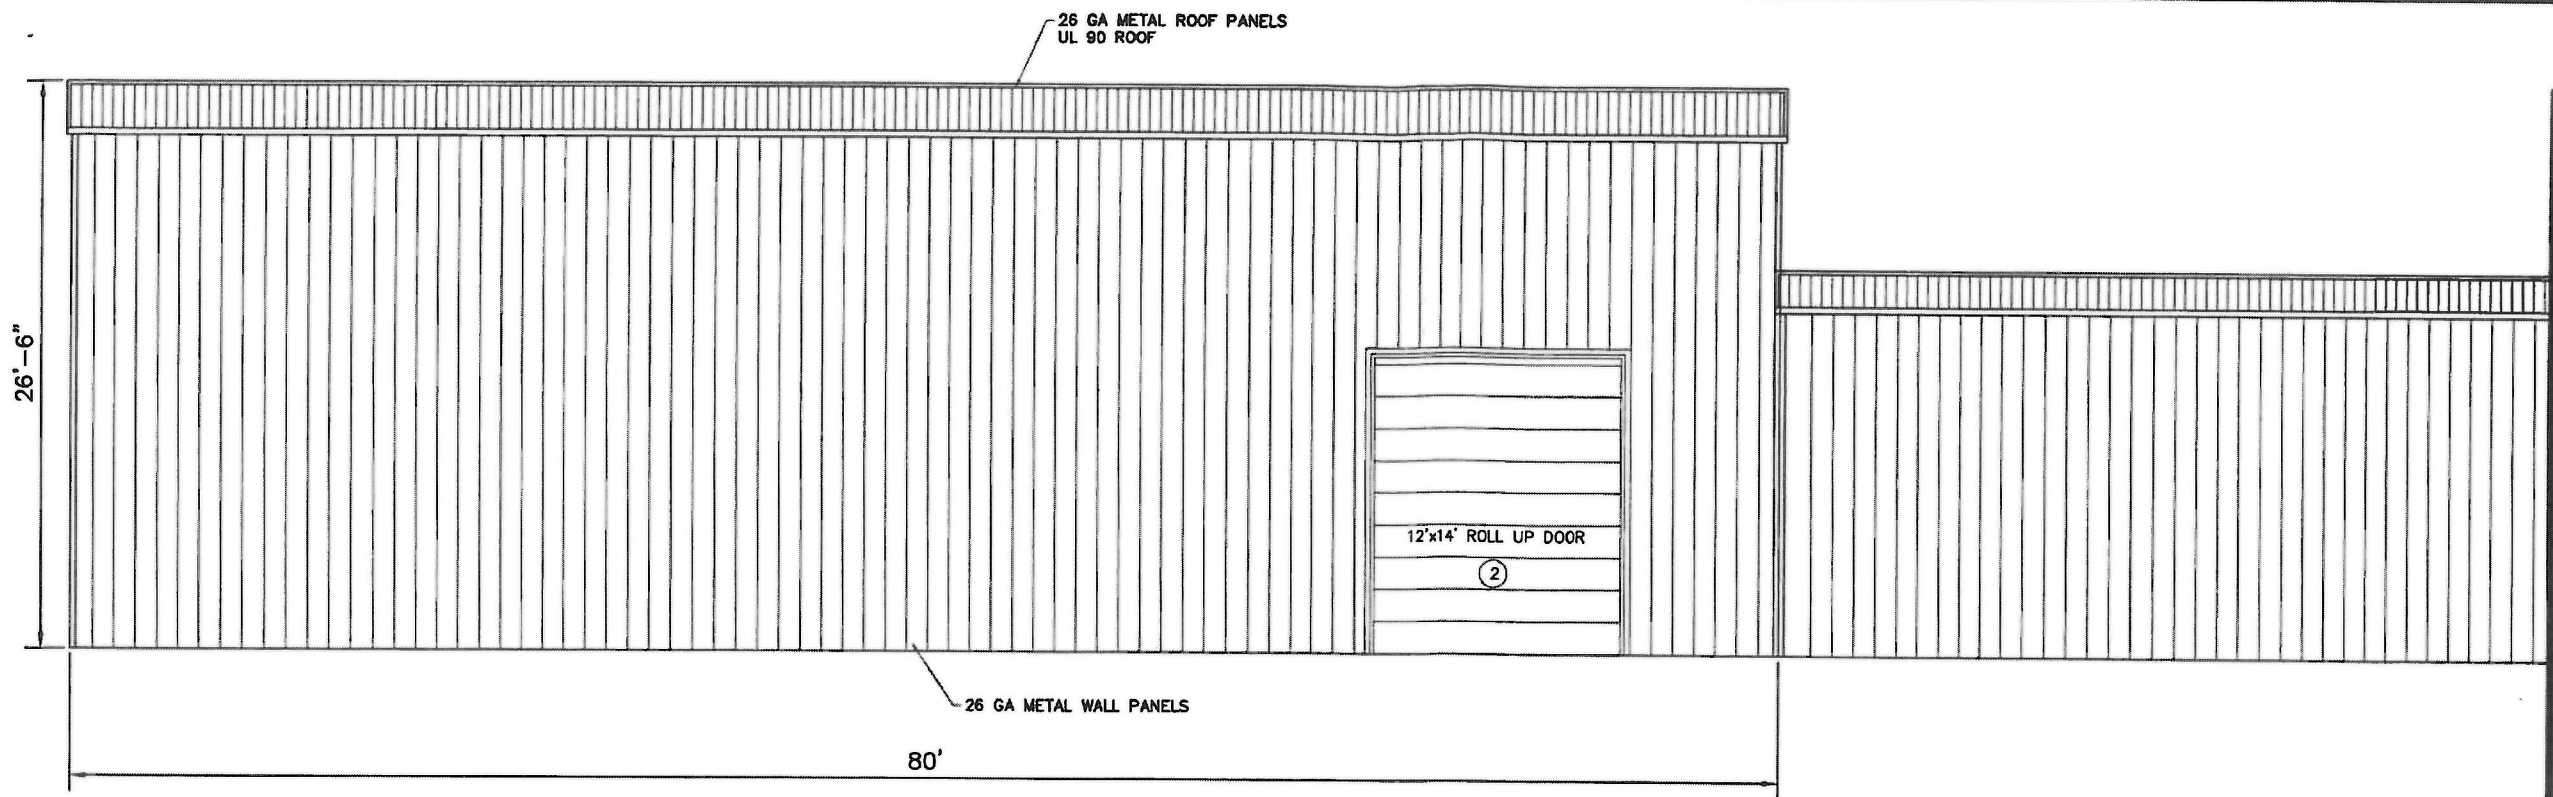 26 GA METAL ROOF PANELS
UL 90 ROOF
26'-6"
12'x14' ROLL UP DOOR
2
26 GA METAL WALL PANELS
80'